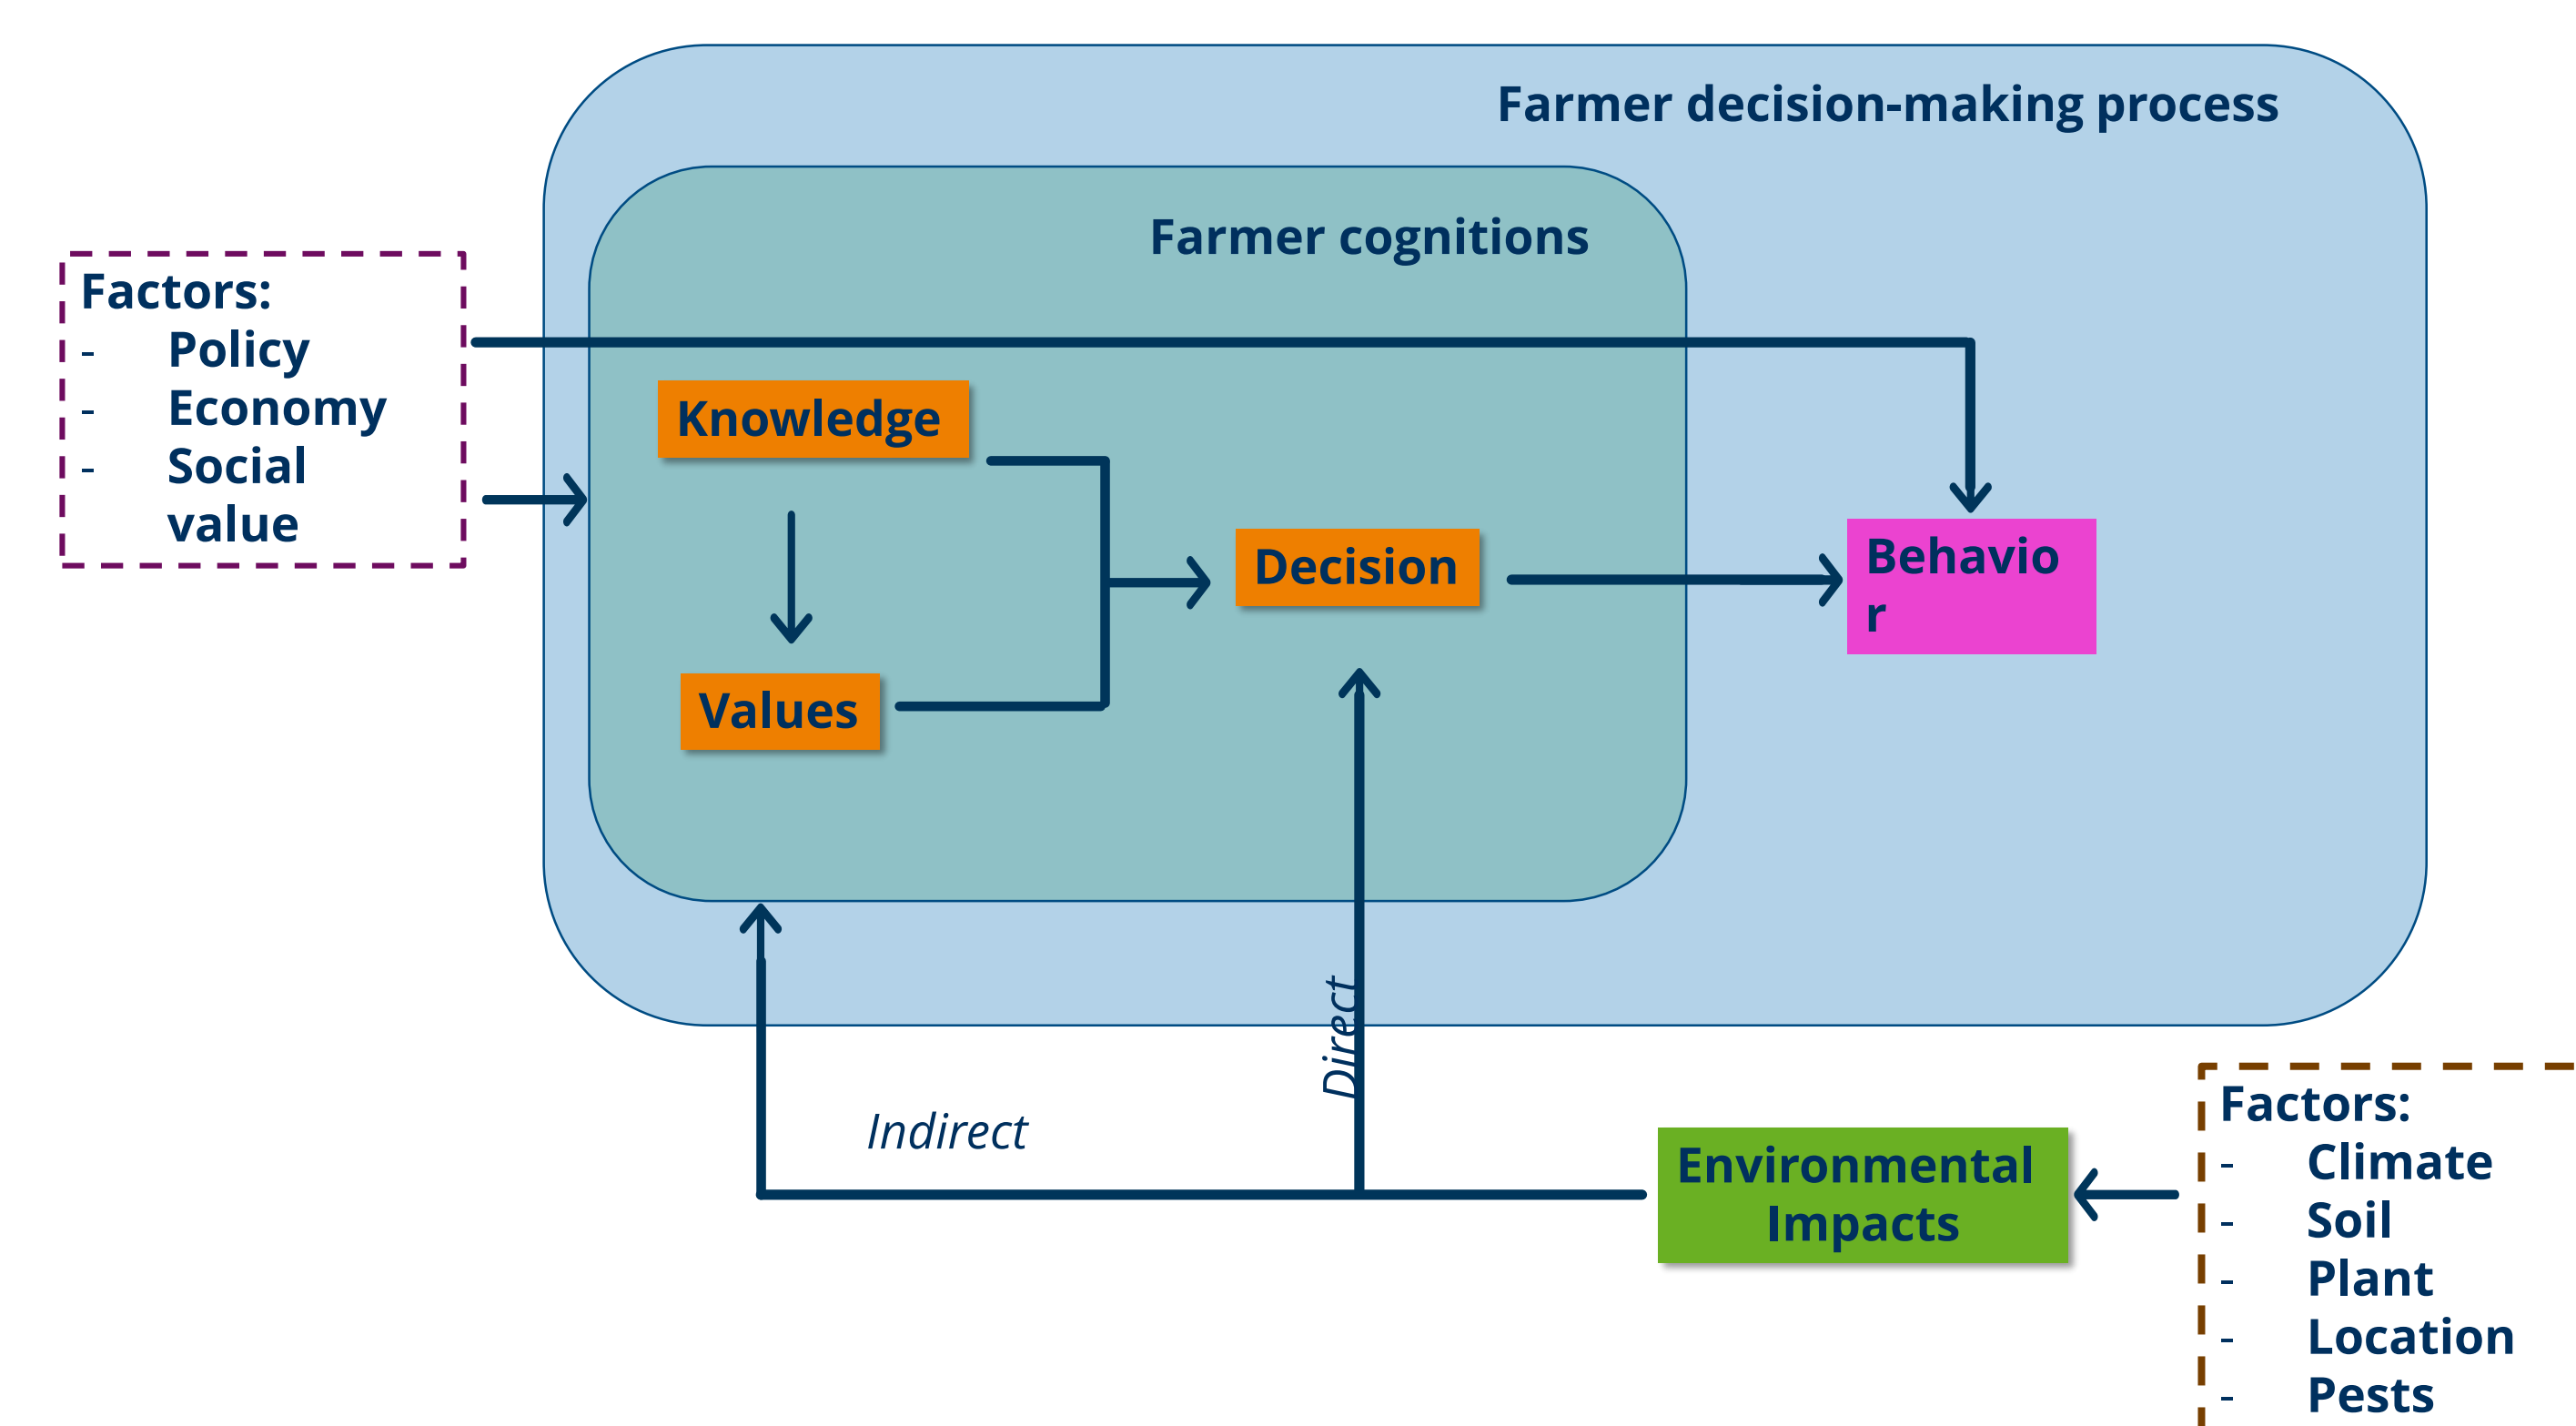 Farmer decision-making process
Farmer cognitions
Factors:
- Policy
- Economy
- Social
value
Knowledge
Values
Decision
Behavio
r
Direct
Indirect
Environmental
Impacts
Factors:
- Climate
- Soil
- Plant
- Location
- Pests